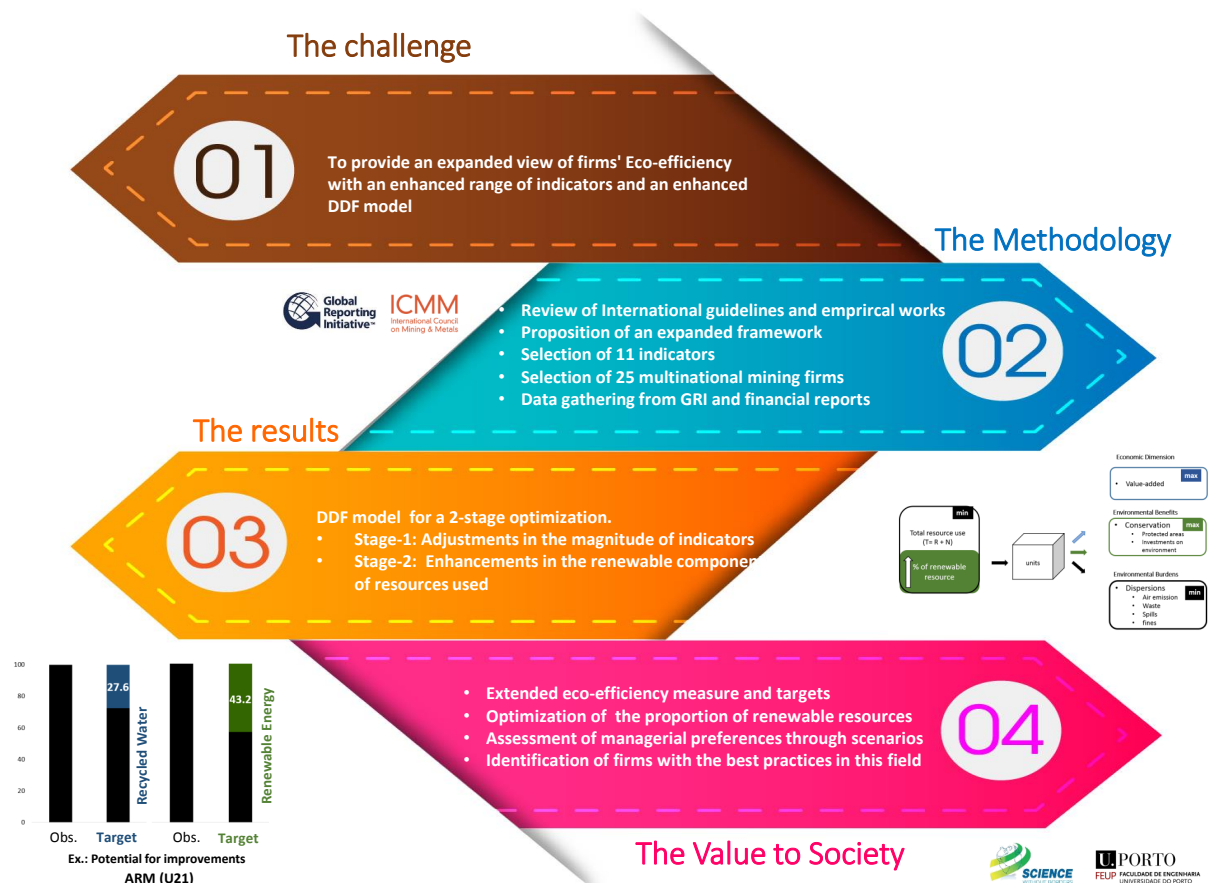 The challenge
01
To provide an expanded view of firms' Eco-efficiency
with an enhanced range of indicators and an enhanced
DDF model
The Methodology
Global
Reporting
Initiative™
ICMM
International Council
on Mining & Metals
02
• Review of International guidelines and emprircal works
• Proposition of an expanded framework
• Selection of 11 indicators
• Selection of 25 multinational mining firms
• Data gathering from GRI and financial reports
The results
03
DDF model for a 2-stage optimization.
• Stage-1: Adjustments in the magnitude of indicators
• Stage-2: Enhancements in the renewable componen
of resources used
min
Total resource use
(T= R + N)
% of renewable
resource
units
Economic Dimension
max
• Value-added
Environmental Benefits
max
• Conservation
• Protected areas
• investments on
environment
Environmental Burdens
min
• Dispersions
• Air emission
• Waste
• Spills
• fines
100
80
60
40
20
0
27.6
Recycled Water
43.2
Renewable Energy
Obs. Target Obs. Target
Ex.: Potential for improvements
ARM (U21)
• Extended eco-efficiency measure and targets
• Optimization of the proportion of renewable resources
• Assessment of managerial preferences through scenarios
• Identification of firms with the best practices in this field
04
The Value to Society
SCIENCE
U. PORTO
FEUP FACULDADE DE ENGENHARIA
UNIVERSIDADE DO PORTO